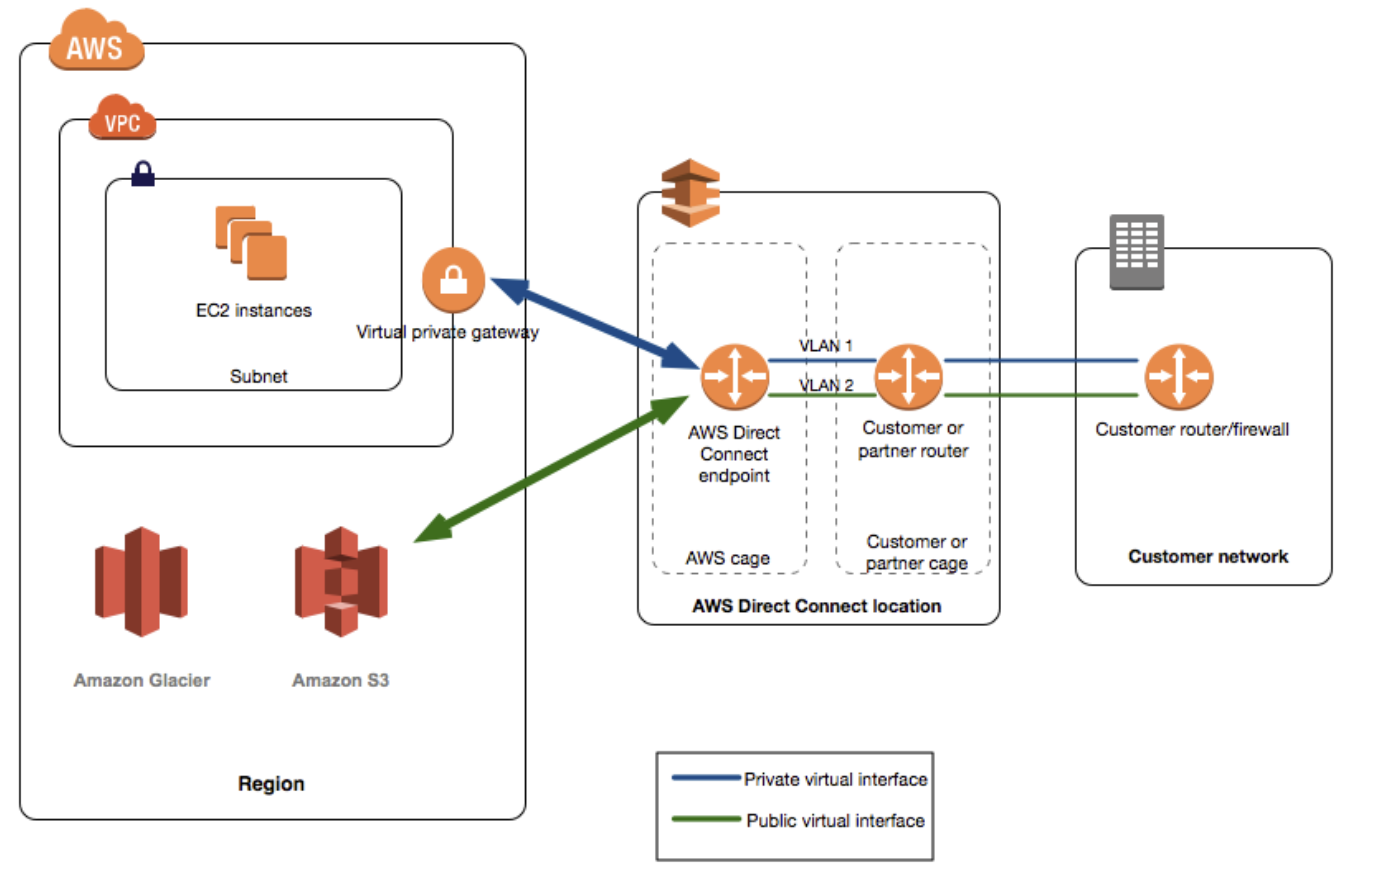 AWS
VPC
EC2 instances
Subnet
Virtual private gateway
Amazon Glacier
Amazon S3
Region
VLAN 1
VLAN 2
AWS Direct
Connect
endpoint
AWS cage
Customer or
partner router
Customer or
partner cage
AWS Direct Connect location
Customer router/firewall
Customer network
Private virtual interface
Public virtual interface